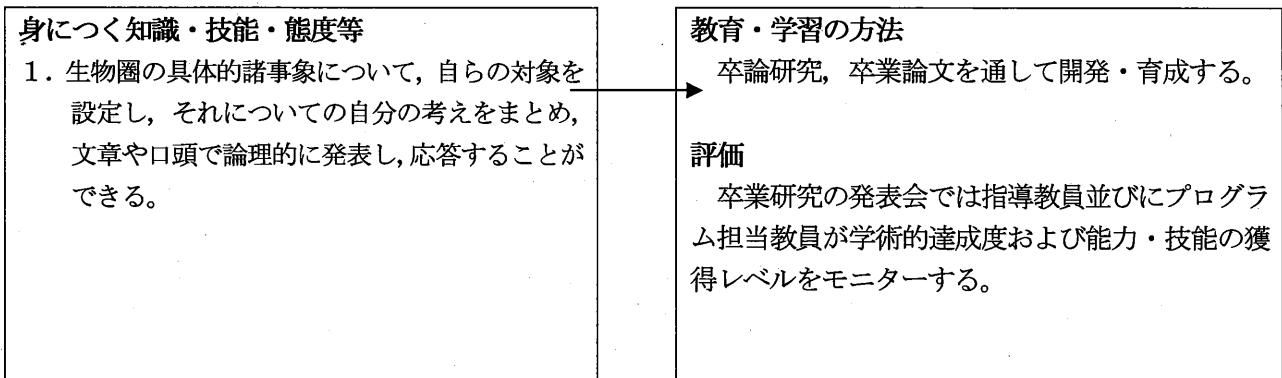 身につく知識・技能・態度等
１．生物圏の具体的諸事象について，自らの対象を
設定し，それについての自分の考えをまとめ，
文章や口頭で論理的に発表し，応答することが
できる。
教育・学習の方法
卒論研究，卒業論文を通して開発・育成する。
評価
卒業研究の発表会では指導教員並びにプログラ
ム担当教員が学術的達成度および能力・技能の獲
得レベルをモニターする。